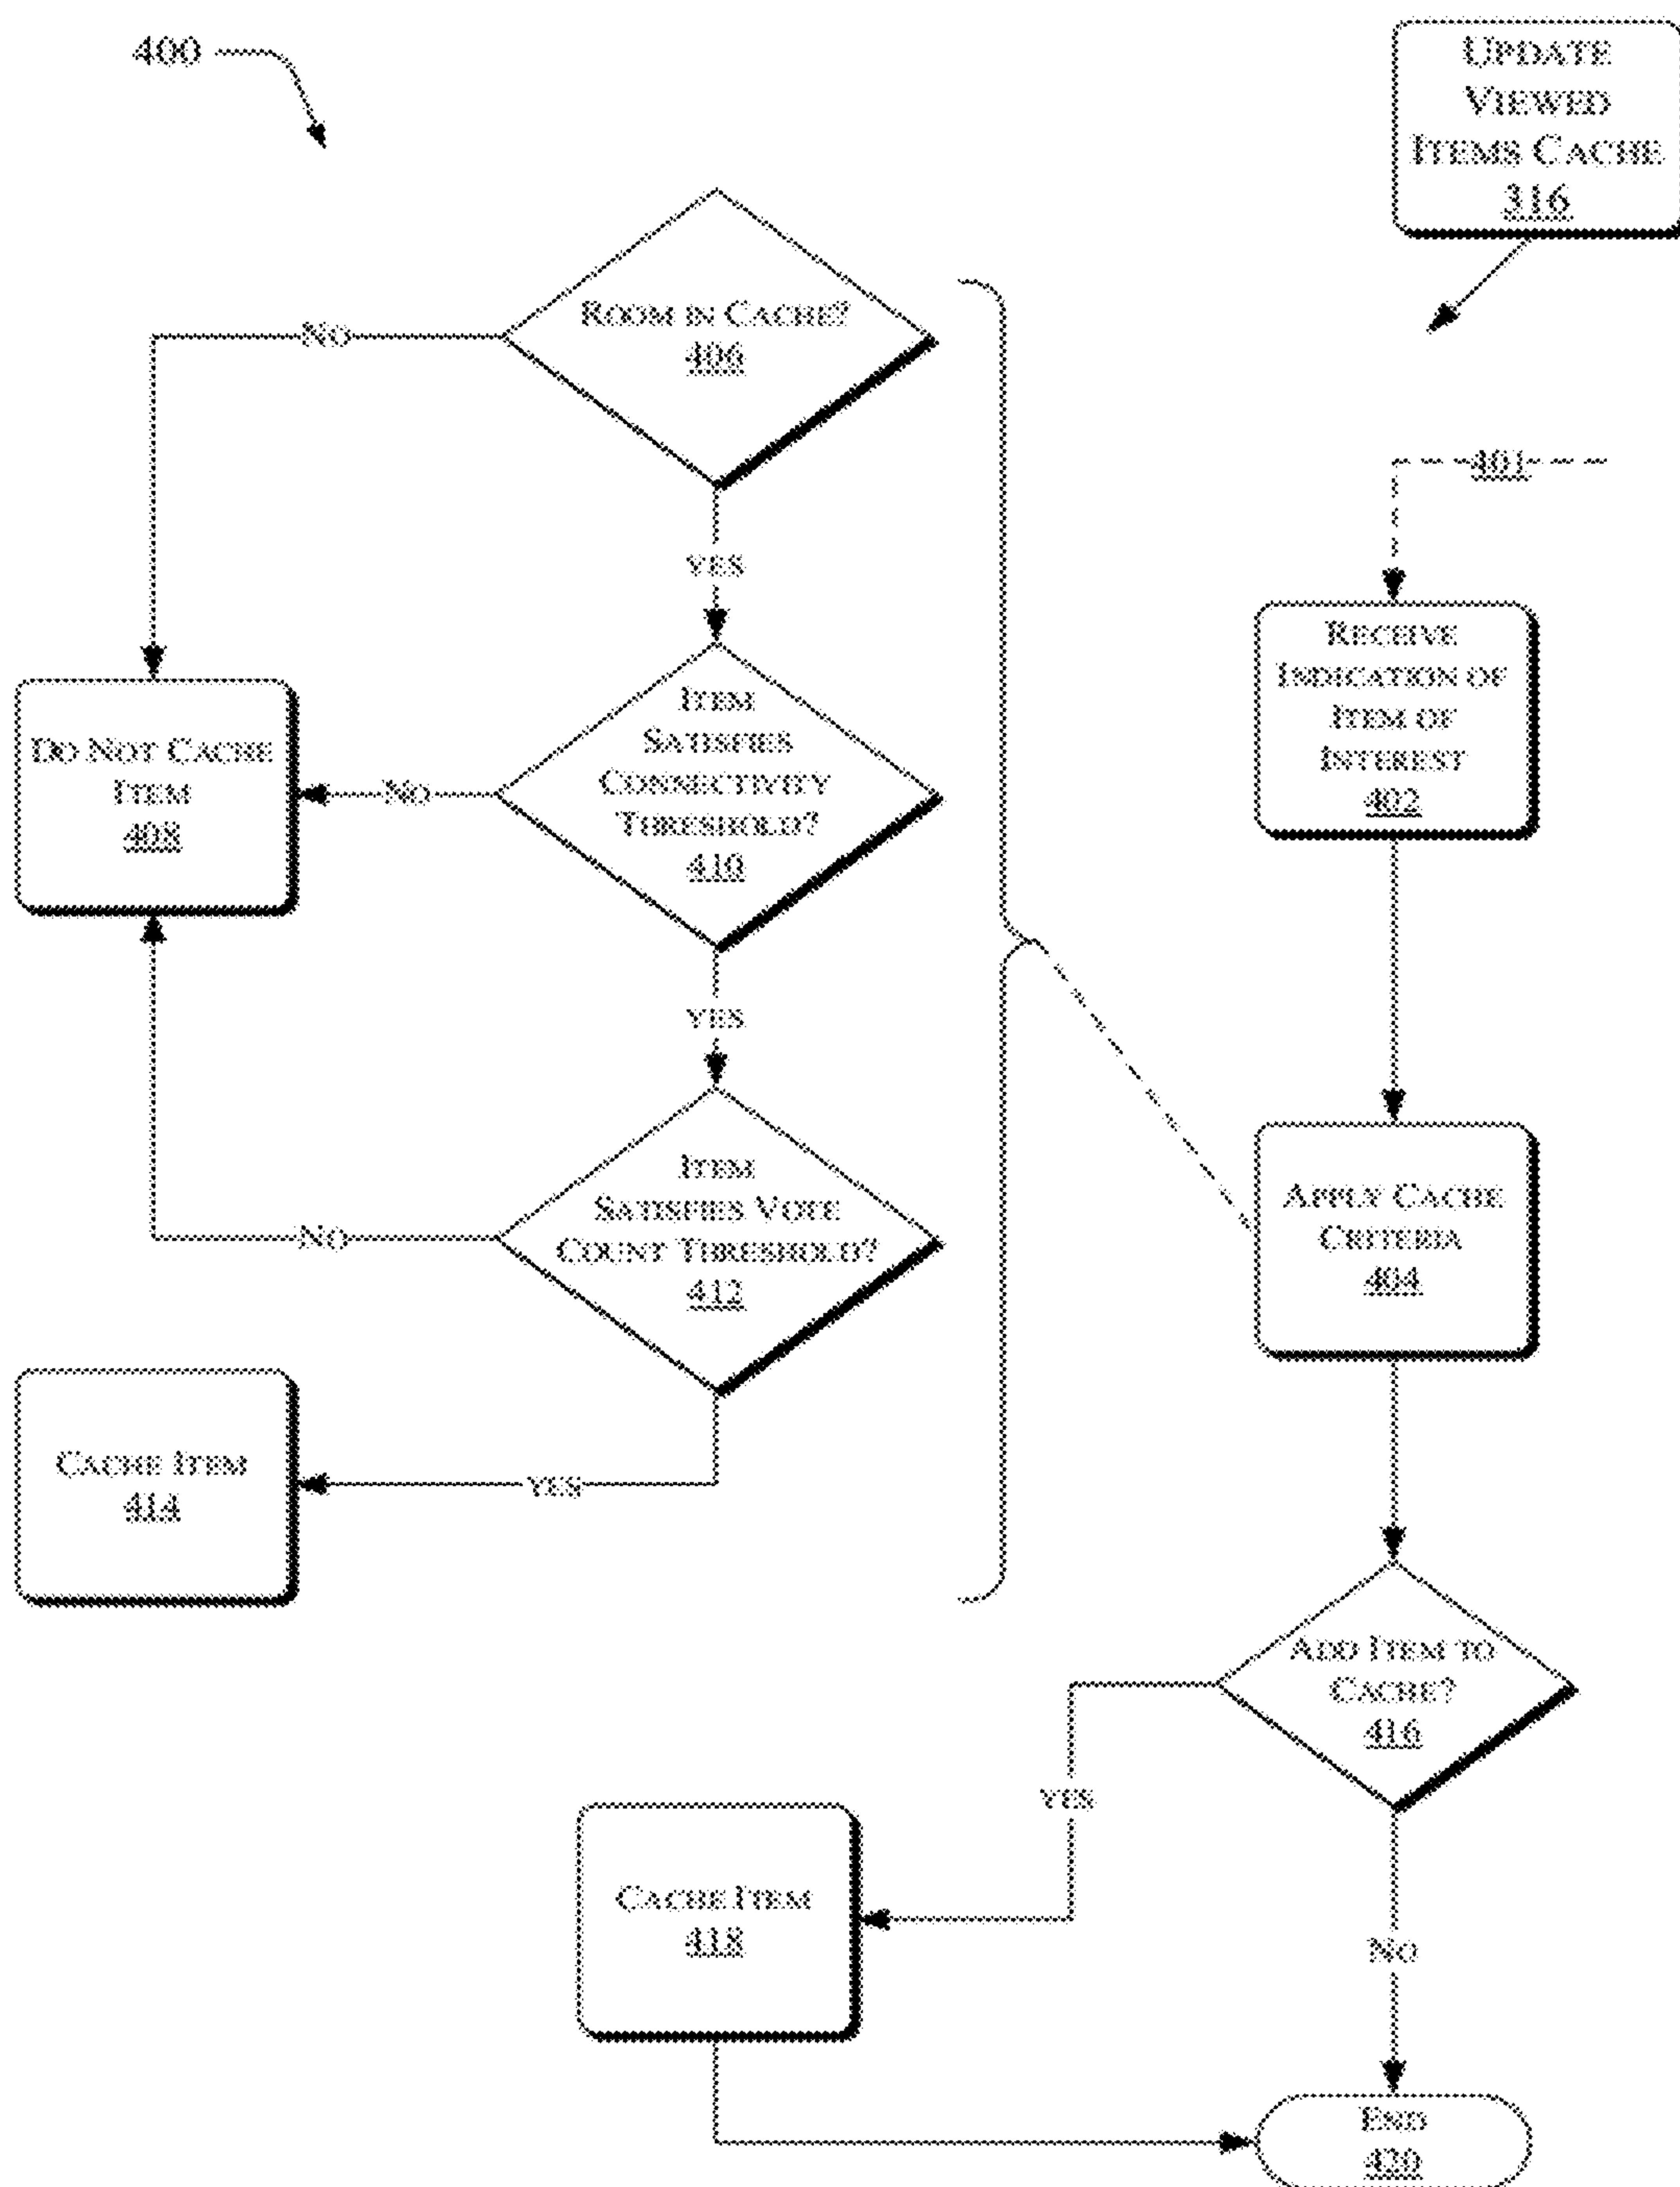 400
UPDATE
VIEWED
ITEMS CACHE
316
ROOM IN CACHE?
406
NO
YES
401
RECEIVE
INDICATION OF
ITEM OF
INTEREST
402
ITEM
SATISFIES
CONNECTIVITY
THRESHOLD?
410
DO NOT CACHE
ITEM
408
NO
YES
ITEM
SATISFIES VOTE
COUNT THRESHOLD?
412
NO
APPLY CACHE
CRITERIA
404
CACHE ITEM
414
YES
ADD ITEM TO
CACHE?
416
YES
CACHE ITEM
418
NO
END
420